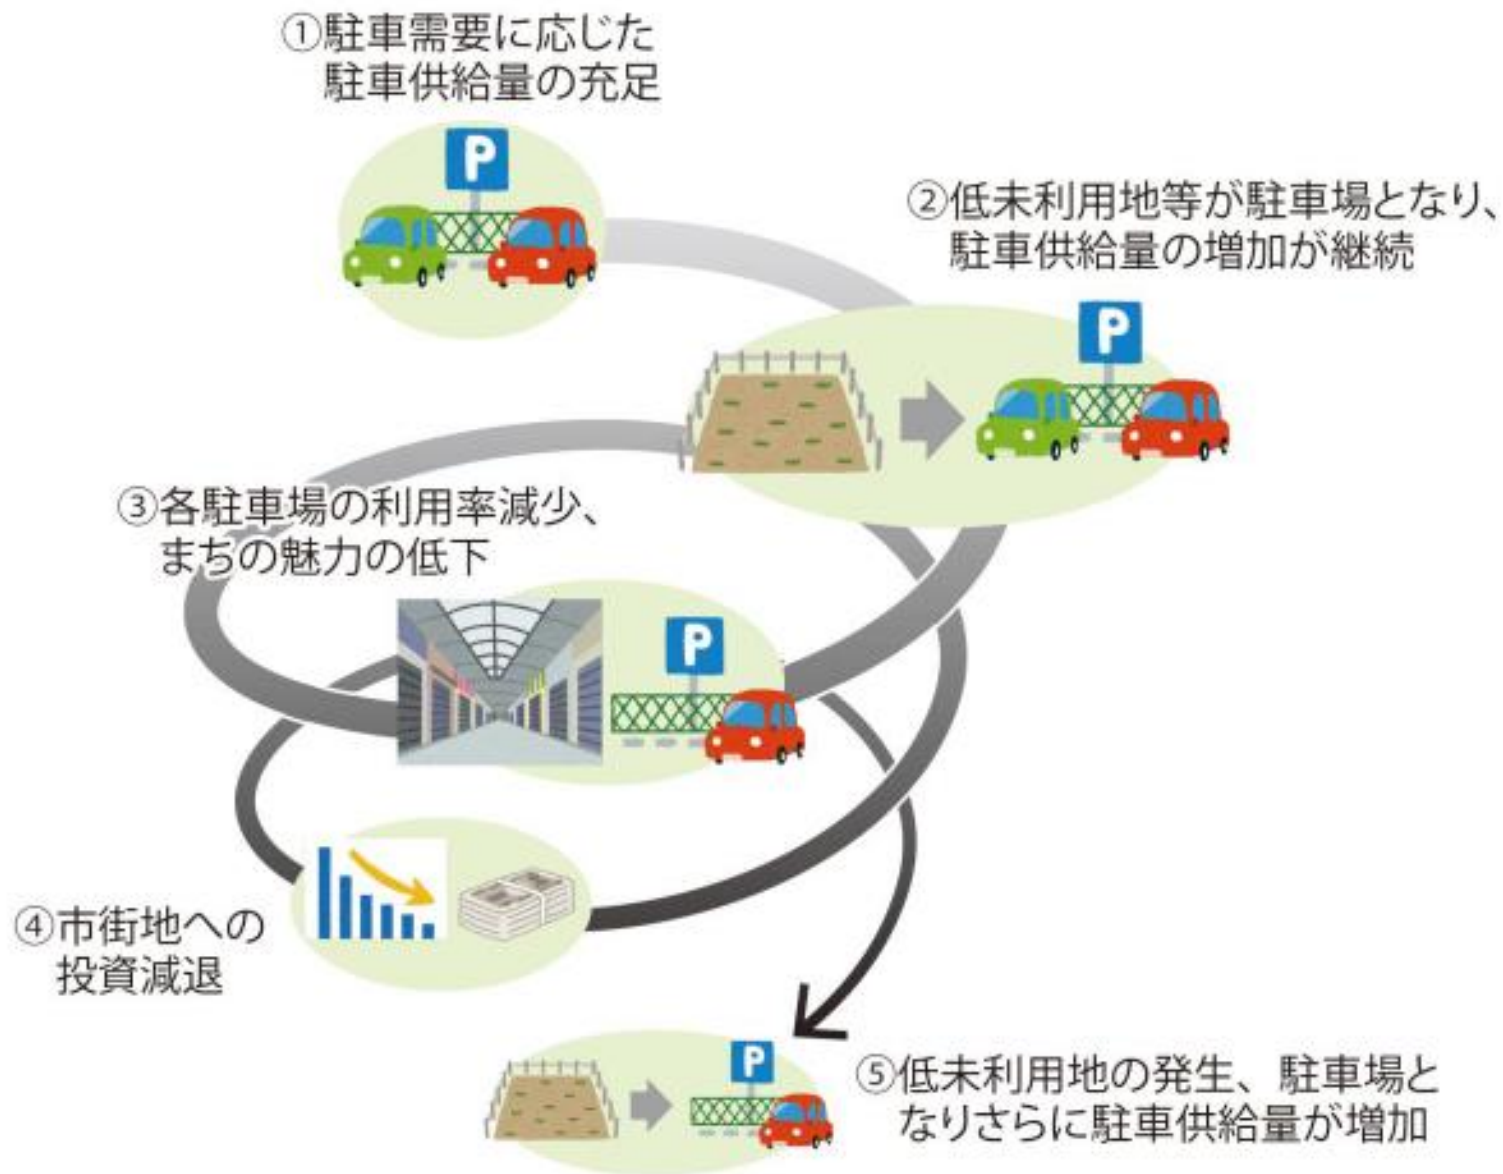 ①駐車需要に応じた
駐車供給量の充足
P
②低未利用地等が駐車場となり、
駐車供給量の増加が継続
P
③各駐車場の利用率減少、
まちの魅力の低下
P
④市街地への
投資減退
P
⑤低未利用地の発生、駐車場と
なりさらに駐車供給量が増加